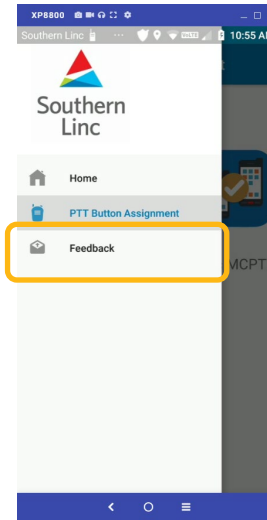 XP8800
Southern Linc ... 10:55 A
Southern
Linc
Home
PTT Button Assignment
Feedback
MCPT